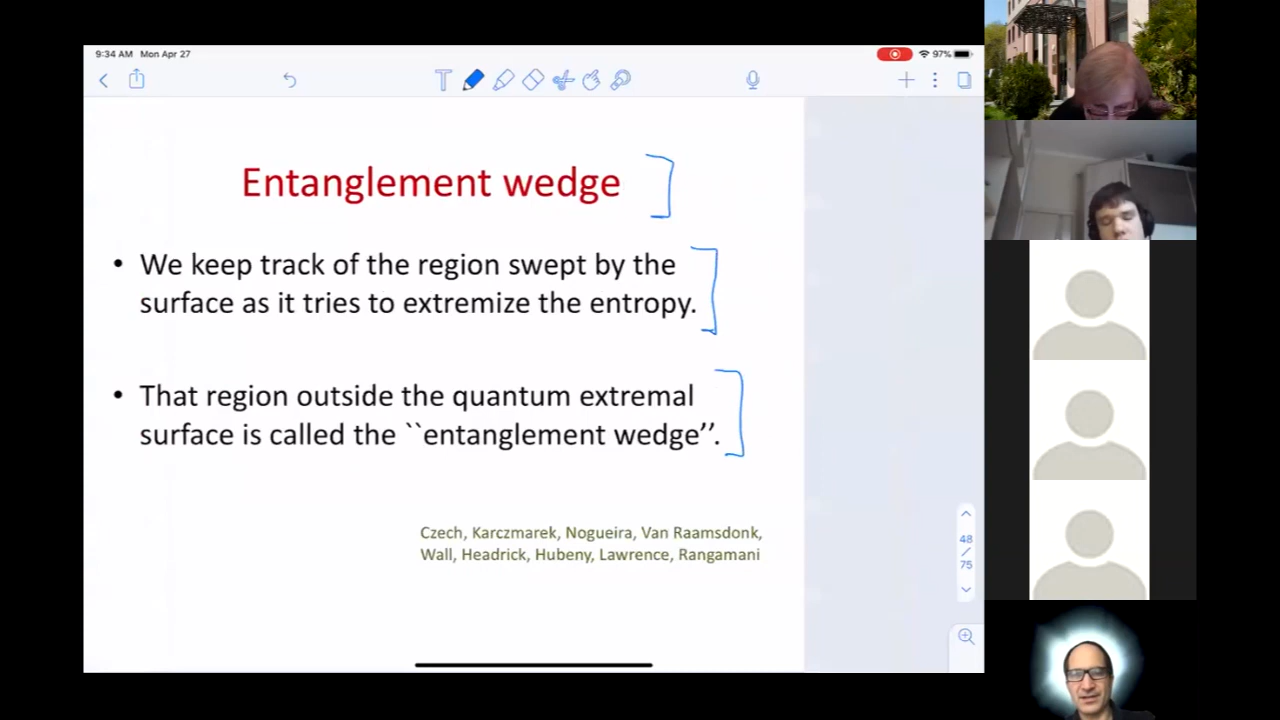 9:34 AM Mon Apr 27
97%
T
Entanglement wedge
• We keep track of the region swept by the
surface as it tries to extremize the entropy.
• That region outside the quantum extremal
surface is called the ``entanglement wedge’’.
Czech, Karczmarek, Nogueira, Van Raamsdonk,
Wall, Headrick, Hubeny, Lawrence, Rangamani
48
/
75